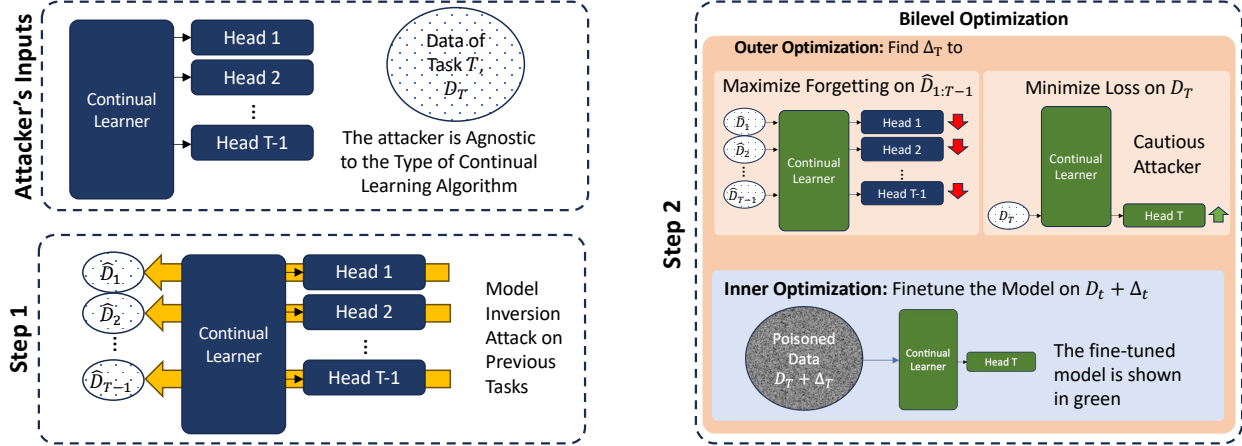 Attacker's Inputs
Continual
Learner
Head 1
Head 2
⋮
Head T-1
Data of
Task T,
D_T
The attacker is Agnostic
to the Type of Continual
Learning Algorithm
Step 1
D̂_1
D̂_2
⋮
D̂_{T−1}
Continual
Learner
Head 1
Head 2
⋮
Head T-1
Model
Inversion
Attack on
Previous
Tasks
Step 2
Bilevel Optimization
Outer Optimization: Find Δ_T to
Maximize Forgetting on D̂_{1:T−1}
D̂_1
D̂_2
⋮
D̂_{T−1}
Continual
Learner
Head 1
Head 2
⋮
Head T-1
Minimize Loss on D_T
D_T
Continual
Learner
Cautious
Attacker
Head T
Inner Optimization: Finetune the Model on D_t + Δ_t
Poisoned
Data
D_T + Δ_T
Continual
Learner
Head T
The fine-tuned
model is shown
in green